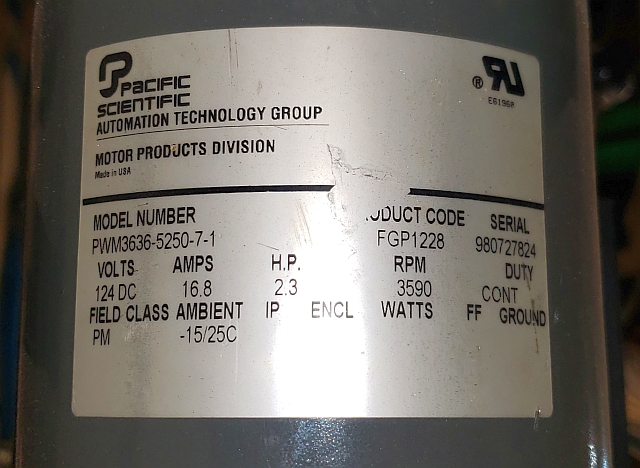 PACIFIC
SCIENTIFIC
AUTOMATION TECHNOLOGY GROUP
MOTOR PRODUCTS DIVISION
Made in USA
MODEL NUMBER CODE SERIAL
PWM3636-5250-7-1 FGP1228 980727824
VOLTS AMPS H.P. RPM DUTY
124 DC 16.8 2.3 3590 CONT
FIELD CLASS AMBIENT IP ENCL WATTS FF GROUND
PM -15/25C